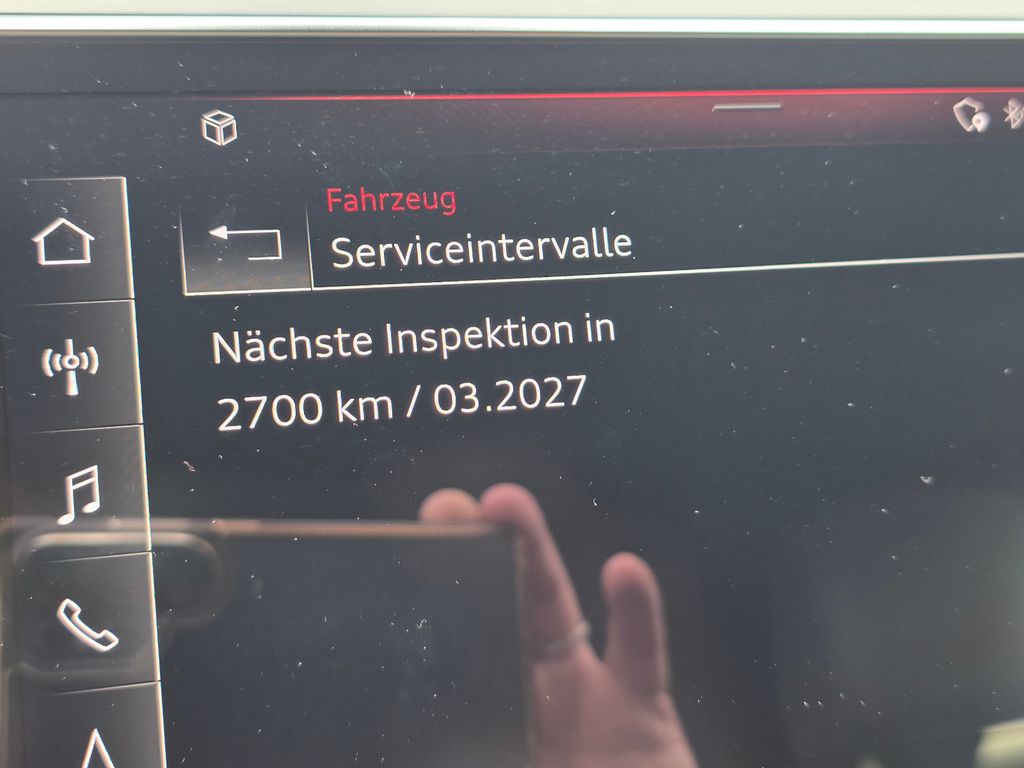 Fahrzeug
Serviceintervalle
Nächste Inspektion in
2700 km / 03.2027